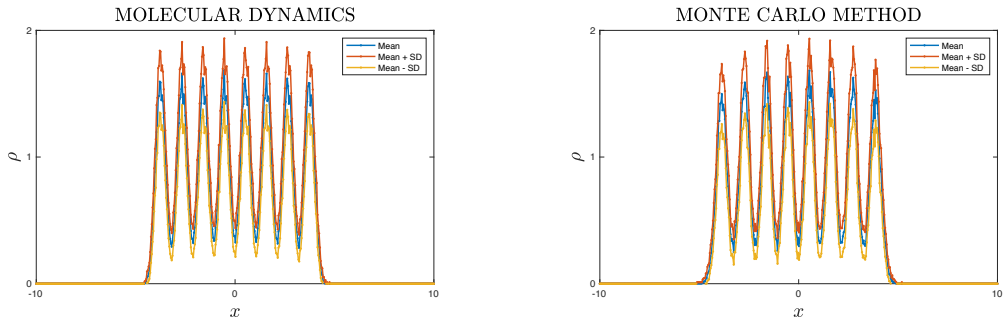 MOLECULAR DYNAMICS
2
1
0
ρ
-10
0
10
x
Mean
Mean + SD
Mean - SD
MONTE CARLO METHOD
2
1
0
ρ
-10
0
10
x
Mean
Mean + SD
Mean - SD